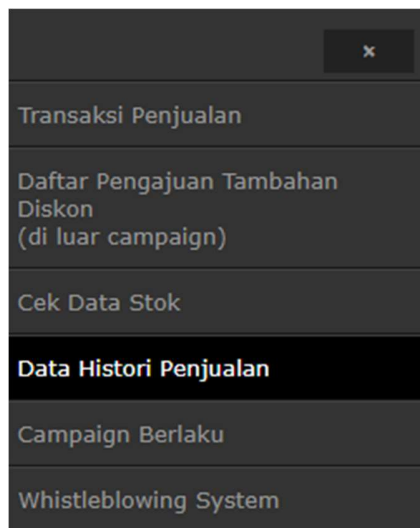 ×
Transaksi Penjualan
Daftar Pengajuan Tambahan
Diskon
(di luar campaign)
Cek Data Stok
Data Histori Penjualan
Campaign Berlaku
Whistleblowing System